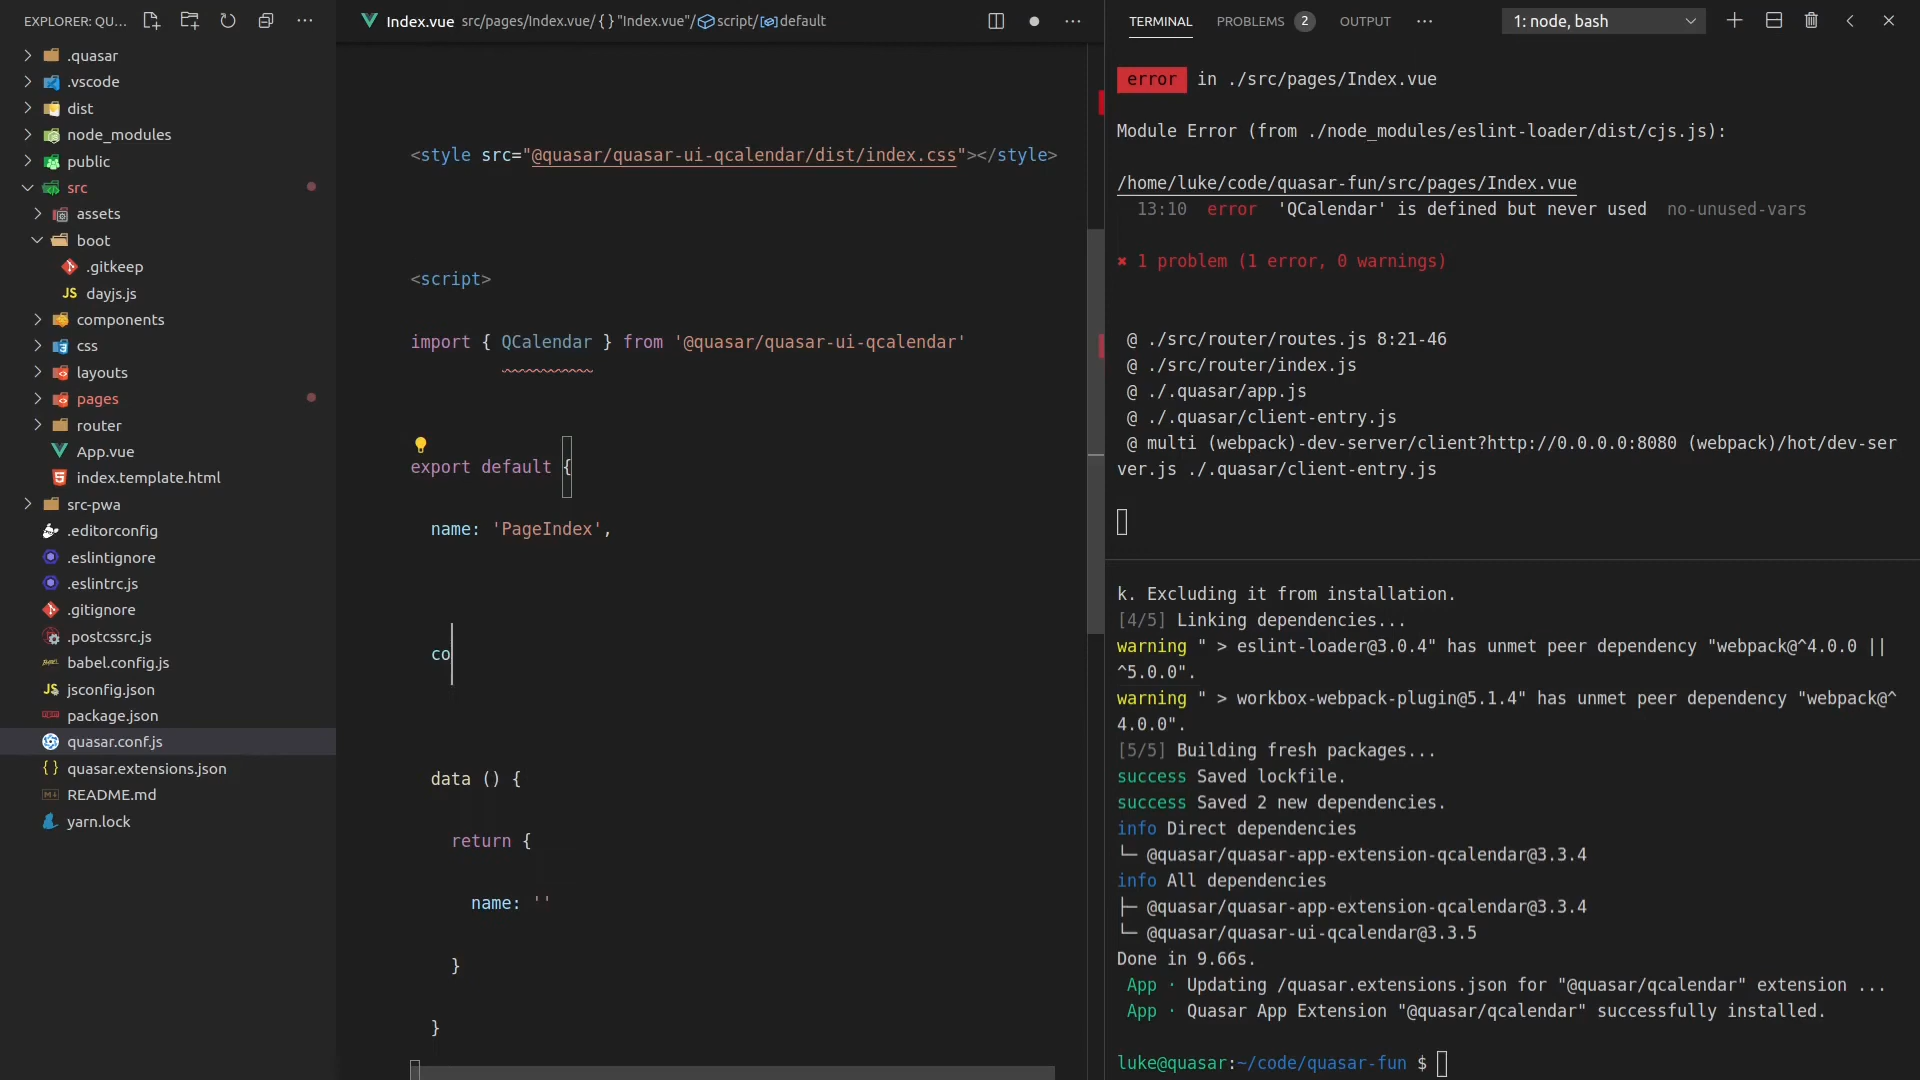 EXPLORER: QU...
.quasar
.vscode
dist
node_modules
public
src
assets
boot
.gitkeep
JS dayjs.js
components
css
layouts
pages
router
App.vue
index.template.html
src-pwa
.editorconfig
.eslintignore
.eslintrc.js
.gitignore
.postcssrc.js
babel.config.js
JS jsconfig.json
package.json
quasar.conf.js
{ } quasar.extensions.json
README.md
yarn.lock
Index.vue src/pages/Index.vue/ { } "Index.vue"/ script/ default
<style src="@quasar/quasar-ui-qcalendar/dist/index.css"></style>
<script>
import { QCalendar } from '@quasar/quasar-ui-qcalendar'
export default {
name: 'PageIndex',
co
data () {
return {
name: ''
}
}
TERMINAL PROBLEMS 2 OUTPUT ... 1: node, bash
error in ./src/pages/Index.vue
Module Error (from ./node_modules/eslint-loader/dist/cjs.js):
/home/luke/code/quasar-fun/src/pages/Index.vue
13:10 error 'QCalendar' is defined but never used no-unused-vars
✖ 1 problem (1 error, 0 warnings)
@ ./src/router/routes.js 8:21-46
@ ./src/router/index.js
@ ./.quasar/app.js
@ ./.quasar/client-entry.js
@ multi (webpack)-dev-server/client?http://0.0.0.0:8080 (webpack)/hot/dev-ser
ver.js ./.quasar/client-entry.js
k. Excluding it from installation.
[4/5] Linking dependencies...
warning " > eslint-loader@3.0.4" has unmet peer dependency "webpack@^4.0.0 ||
^5.0.0".
warning " > workbox-webpack-plugin@5.1.4" has unmet peer dependency "webpack@^
4.0.0".
[5/5] Building fresh packages...
success Saved lockfile.
success Saved 2 new dependencies.
info Direct dependencies
└─ @quasar/quasar-app-extension-qcalendar@3.3.4
info All dependencies
├─ @quasar/quasar-app-extension-qcalendar@3.3.4
└─ @quasar/quasar-ui-qcalendar@3.3.5
Done in 9.66s.
App · Updating /quasar.extensions.json for "@quasar/qcalendar" extension ...
App · Quasar App Extension "@quasar/qcalendar" successfully installed.
luke@quasar:~/code/quasar-fun $